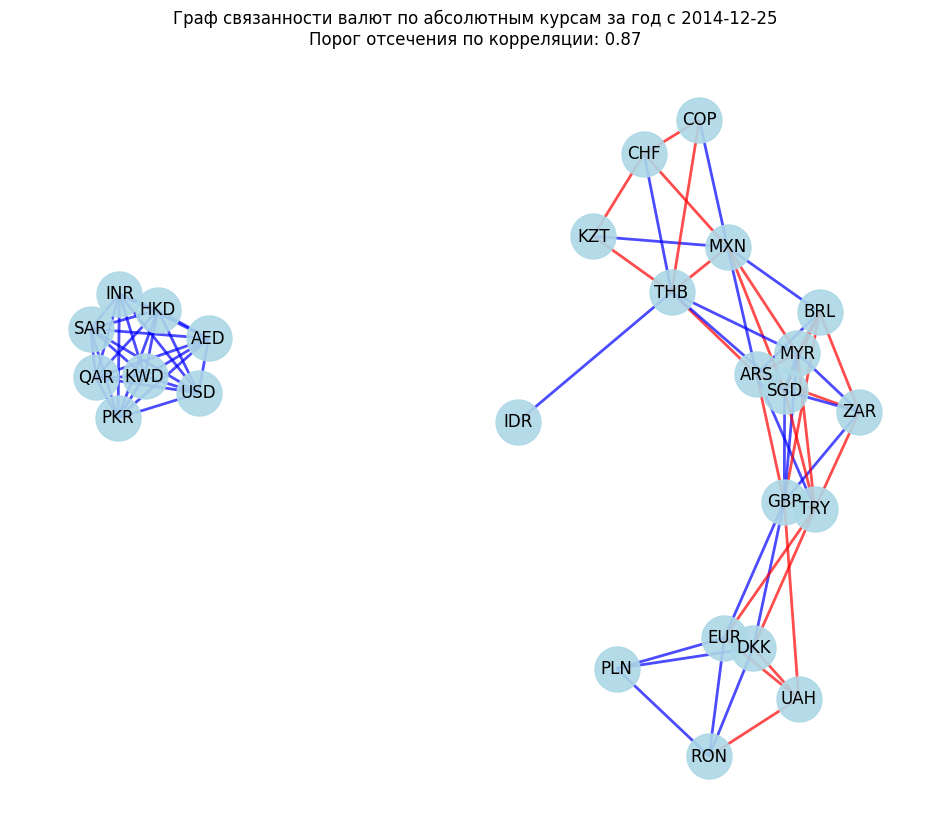 Граф связанности валют по абсолютным курсам за год с 2014-12-25
Порог отсечения по корреляции: 0.87
COP
CHF
KZT
MXN
THB
INR
HKD
BRL
SAR
AED
MYR
ARS
QAR
KWD
SGD
USD
ZAR
PKR
IDR
GBP
TRY
EUR
DKK
PLN
UAH
RON